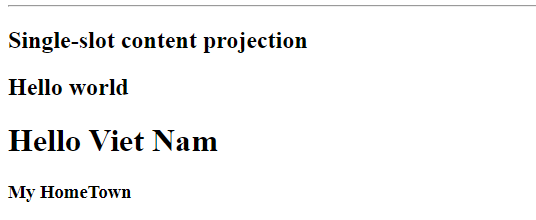 Single-slot content projection
Hello world
Hello Viet Nam
My HomeTown